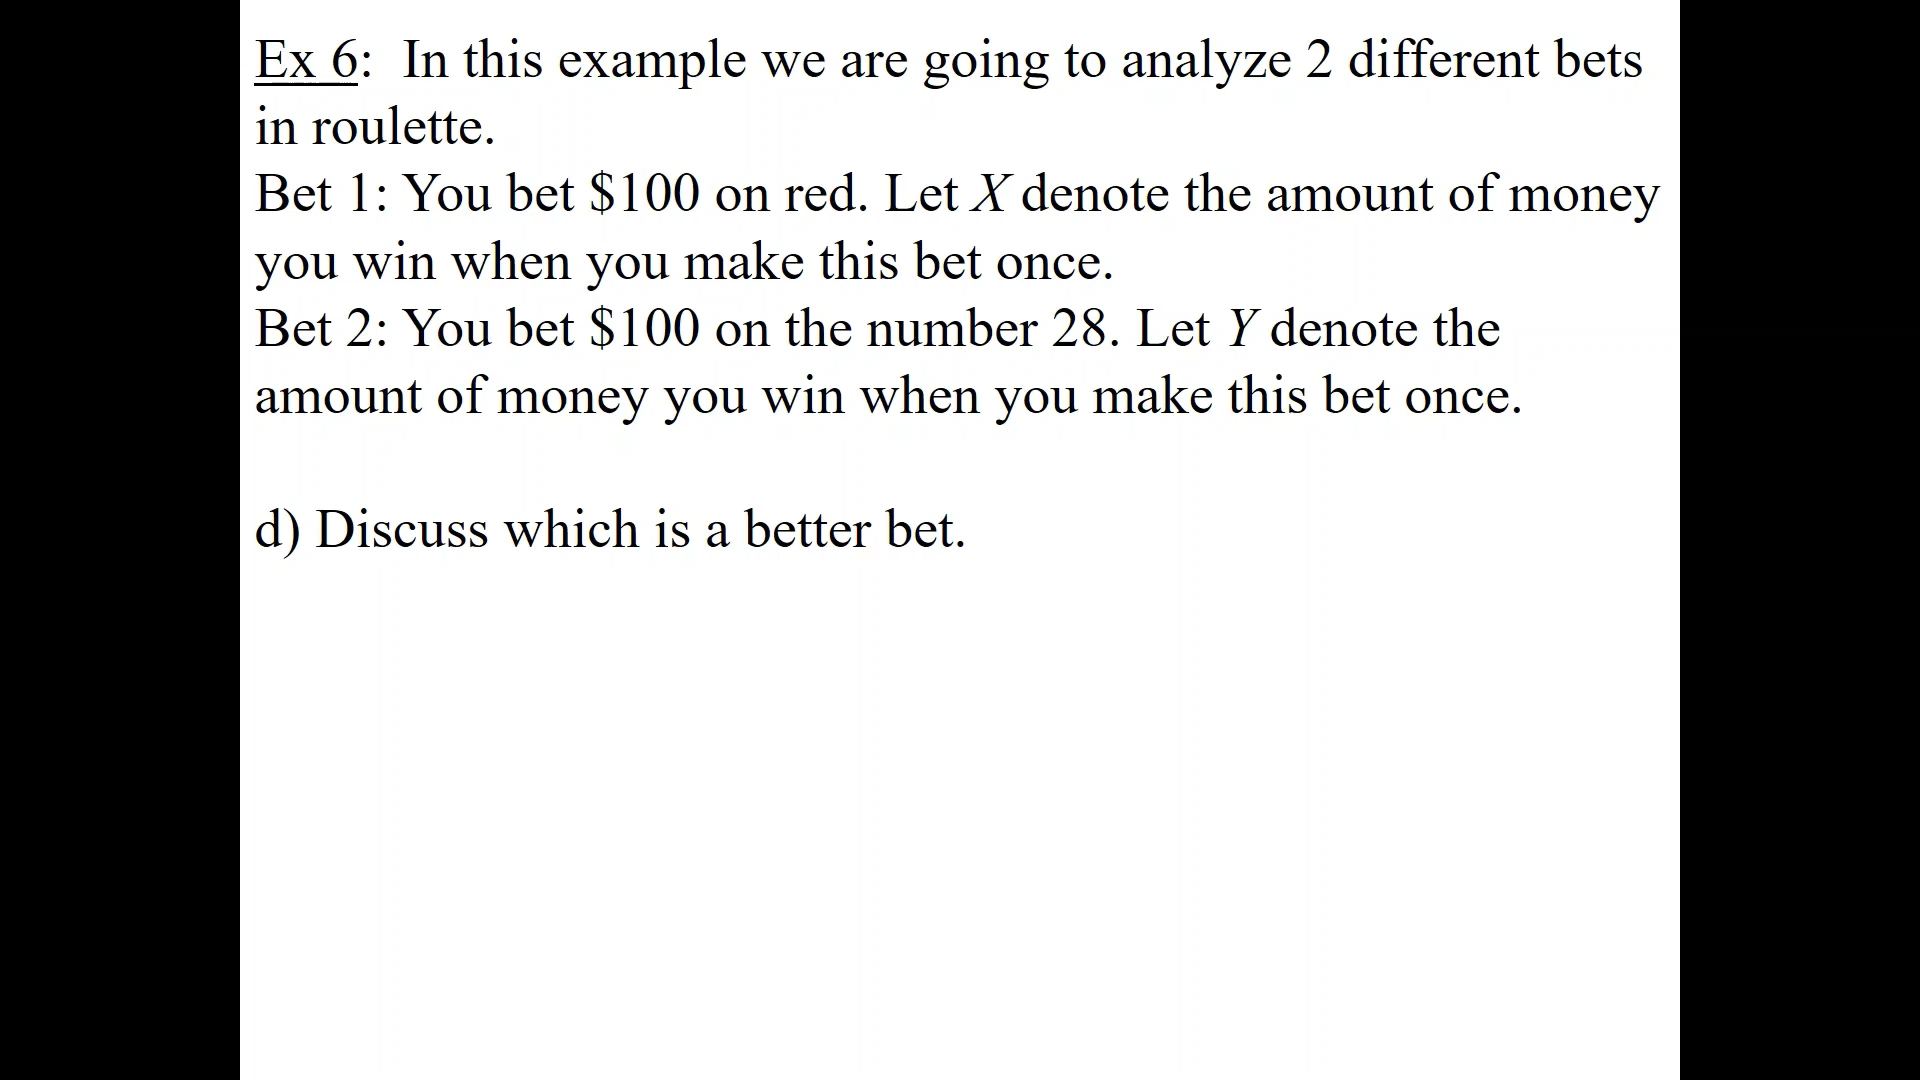 Ex 6:  In this example we are going to analyze 2 different bets
in roulette.
Bet 1: You bet $100 on red. Let X denote the amount of money
you win when you make this bet once.
Bet 2: You bet $100 on the number 28. Let Y denote the
amount of money you win when you make this bet once.
d) Discuss which is a better bet.